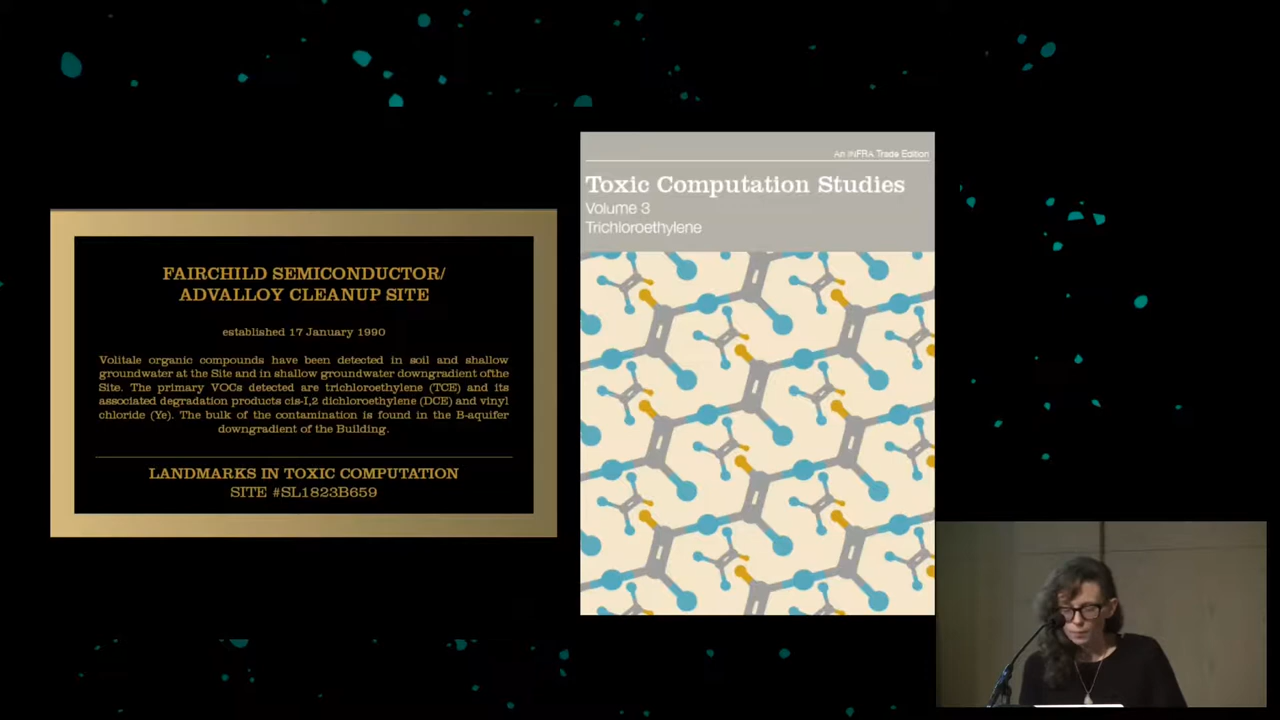 FAIRCHILD SEMICONDUCTOR/
ADVALLOY CLEANUP SITE
established 17 January 1990
Volitale organic compounds have been detected in soil and shallow
groundwater at the Site and in shallow groundwater downgradient ofthe
Site. The primary VOCs detected are trichloroethylene (TCE) and its
associated degradation products cis-I,2 dichloroethylene (DCE) and vinyl
chloride (Ye). The bulk of the contamination is found in the B-aquifer
downgradient of the Building.
LANDMARKS IN TOXIC COMPUTATION
SITE #SL1823B659
An INFRA Trade Edition
Toxic Computation Studies
Volume 3
Trichloroethylene